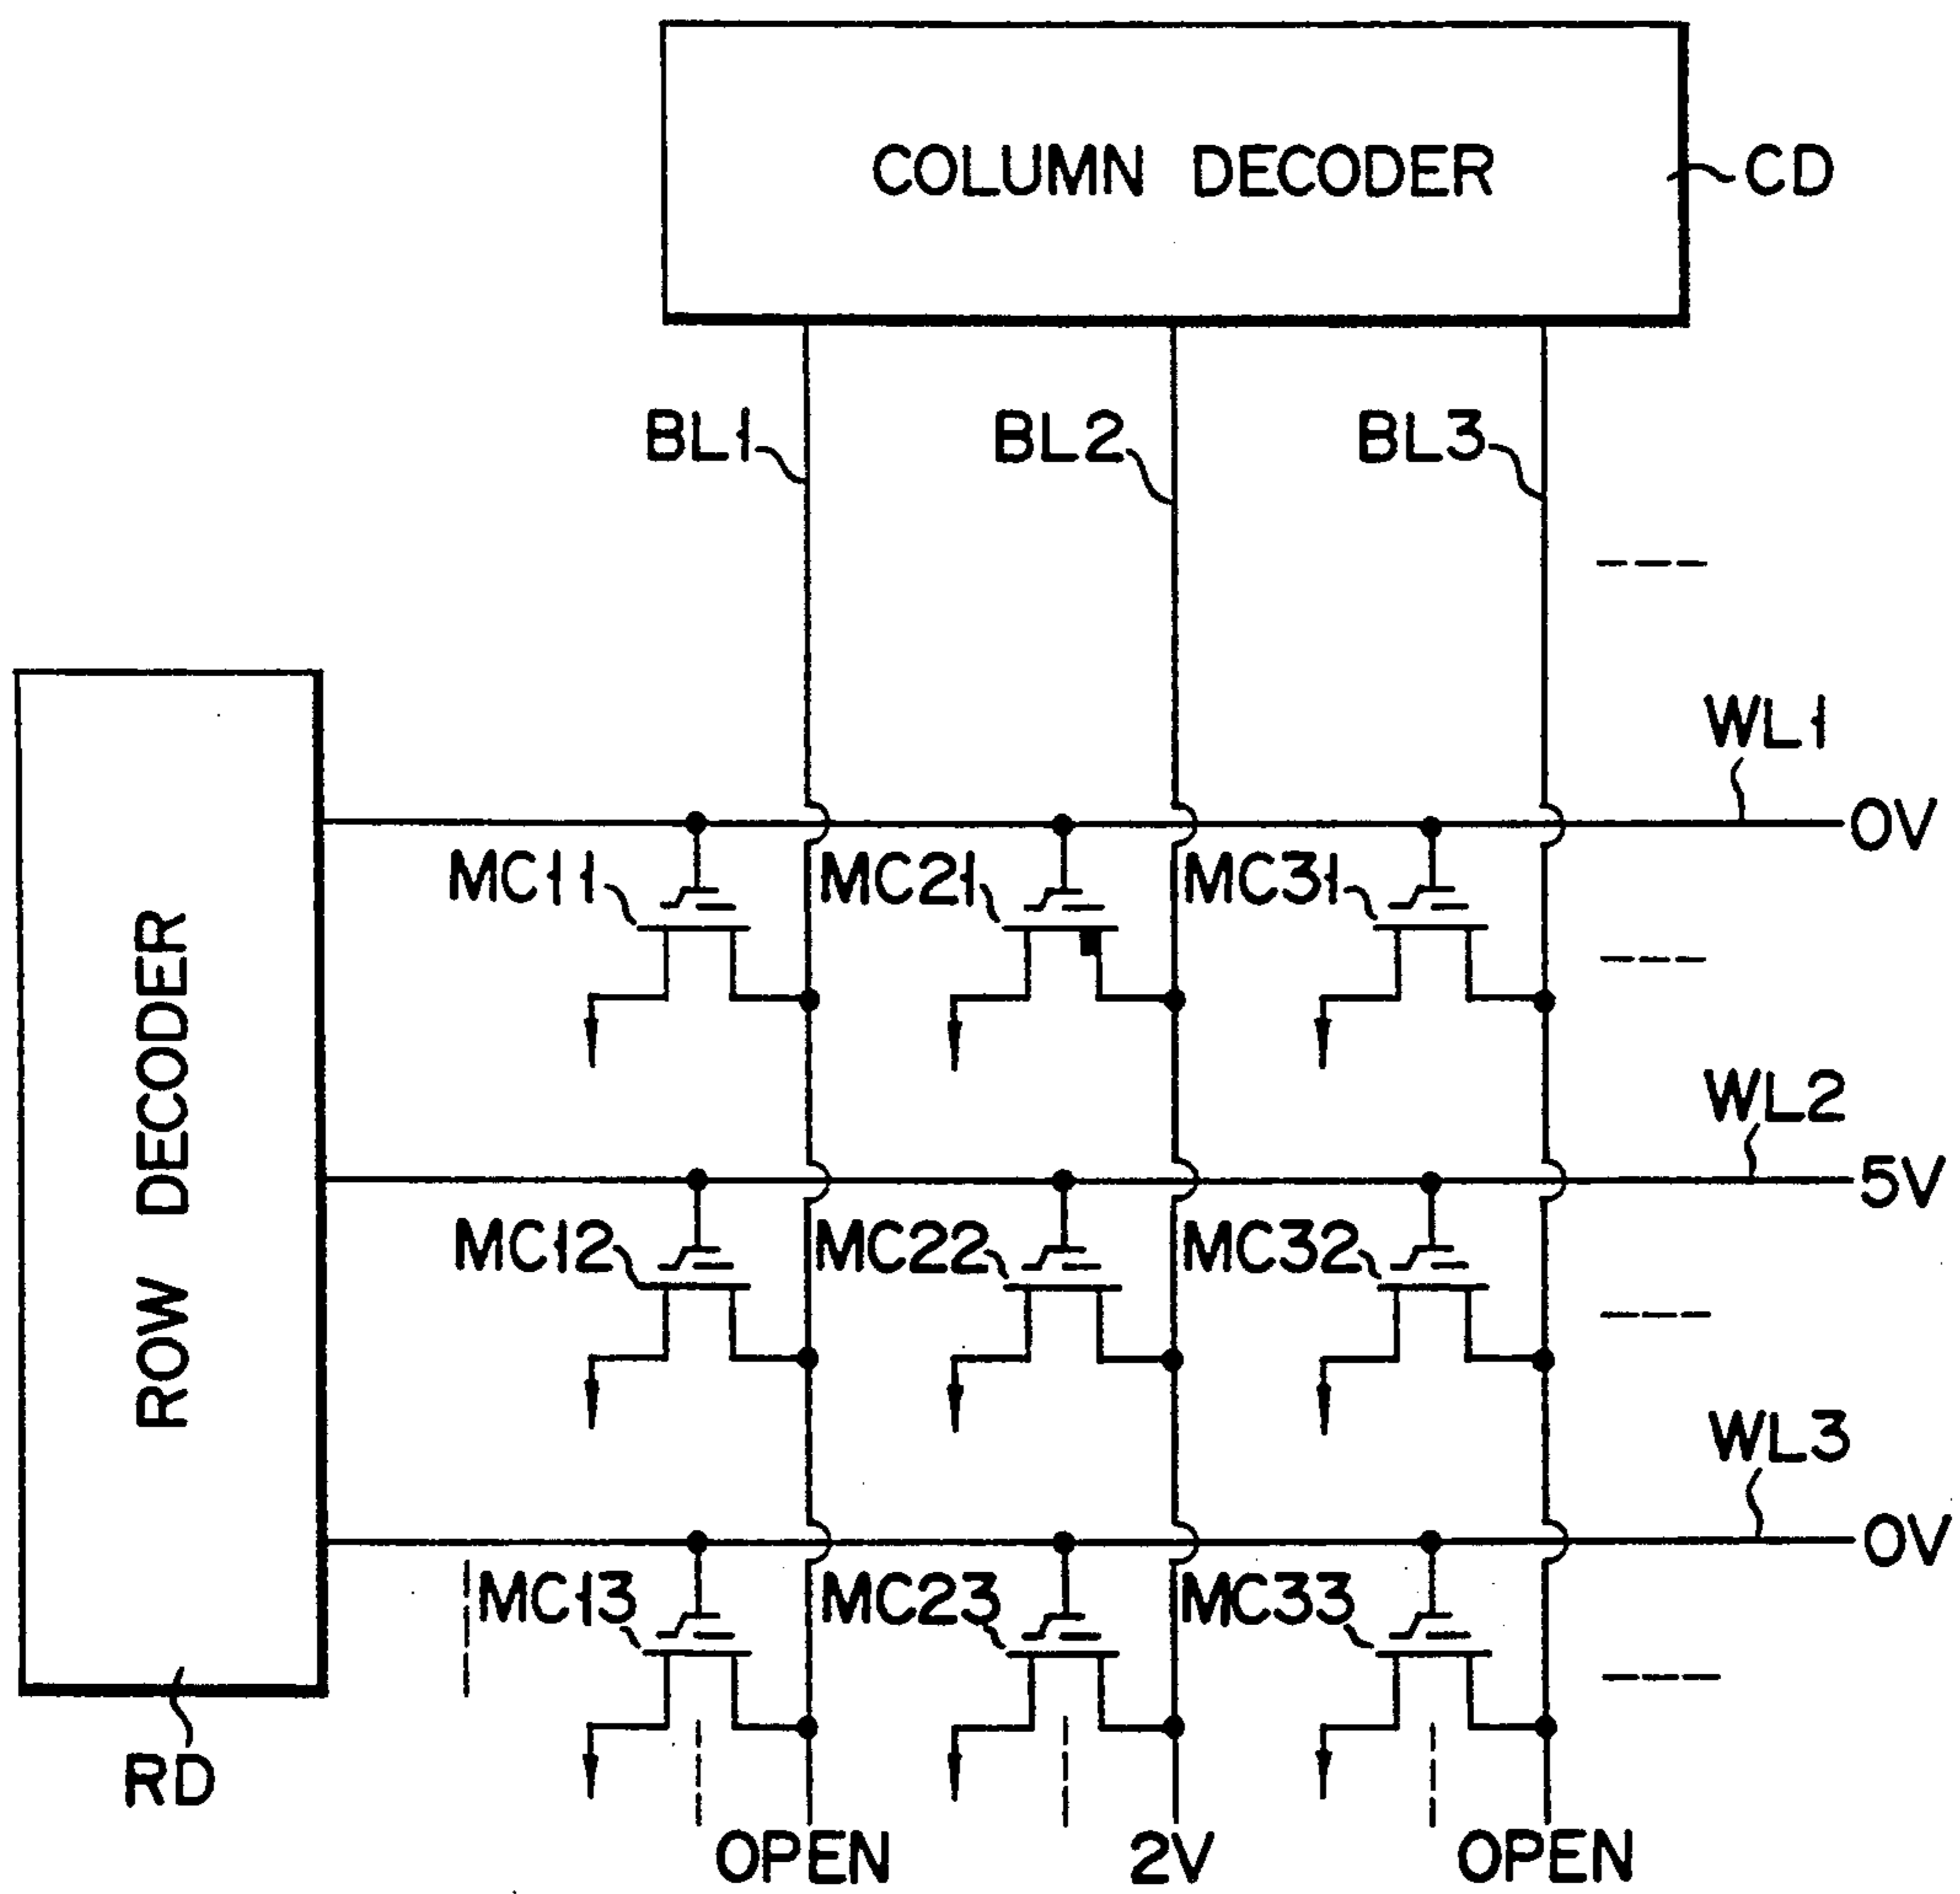 COLUMN DECODER
CD
BL1
BL2
BL3
WL1
0V
MC11
MC21
MC31
ROW DECODER
WL2
5V
MC12
MC22
MC32
WL3
0V
MC13
MC23
MC33
RD
OPEN
2V
OPEN